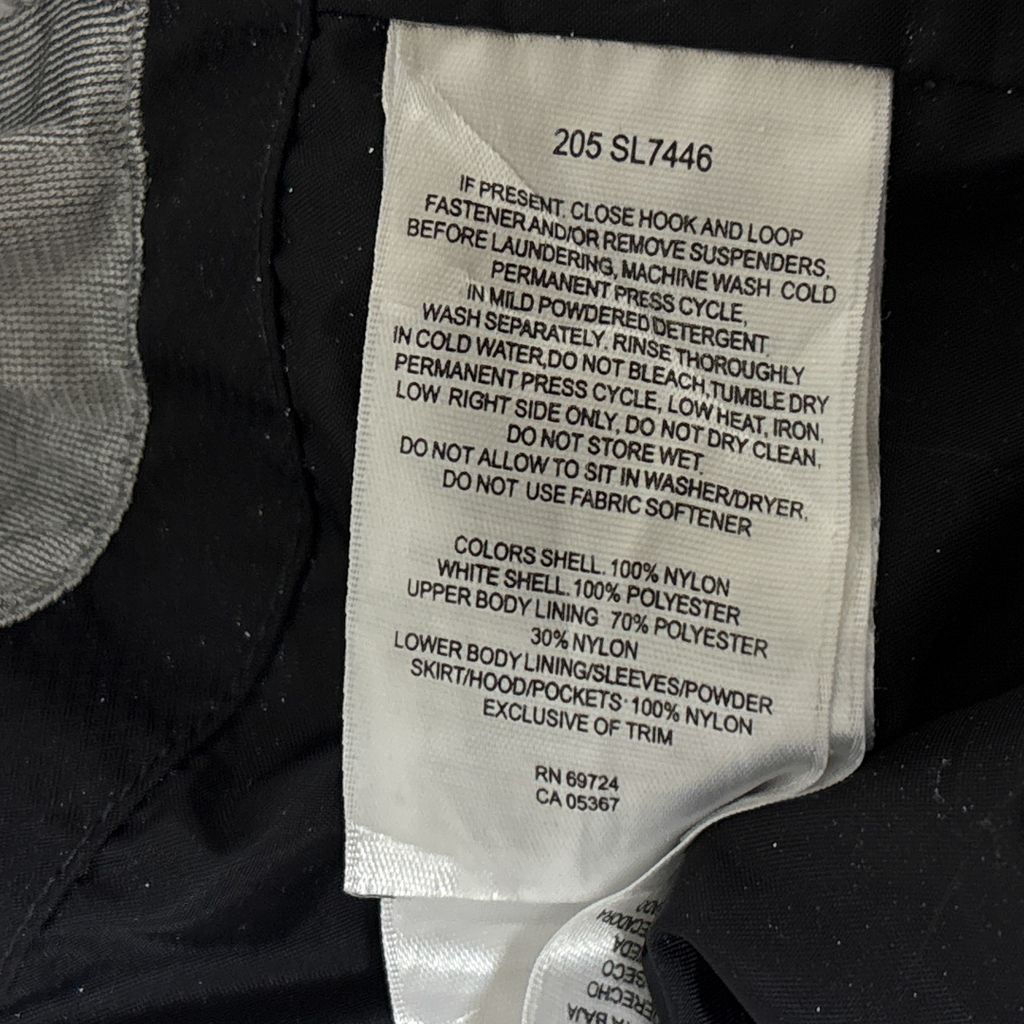 205 SL7446
IF PRESENT. CLOSE HOOK AND LOOP
FASTENER AND/OR REMOVE SUSPENDERS,
BEFORE LAUNDERING, MACHINE WASH COLD
PERMANENT PRESS CYCLE,
IN MILD POWDERED DETERGENT,
WASH SEPARATELY. RINSE THOROUGHLY
IN COLD WATER,DO NOT BLEACH,TUMBLE DRY
PERMANENT PRESS CYCLE, LOW HEAT, IRON,
LOW RIGHT SIDE ONLY, DO NOT DRY CLEAN,
DO NOT STORE WET,
DO NOT ALLOW TO SIT IN WASHER/DRYER,
DO NOT USE FABRIC SOFTENER
COLORS SHELL. 100% NYLON
WHITE SHELL. 100% POLYESTER
UPPER BODY LINING 70% POLYESTER
30% NYLON
LOWER BODY LINING/SLEEVES/POWDER
SKIRT/HOOD/POCKETS 100% NYLON
EXCLUSIVE OF TRIM
RN 69724
CA 05367
BAJA